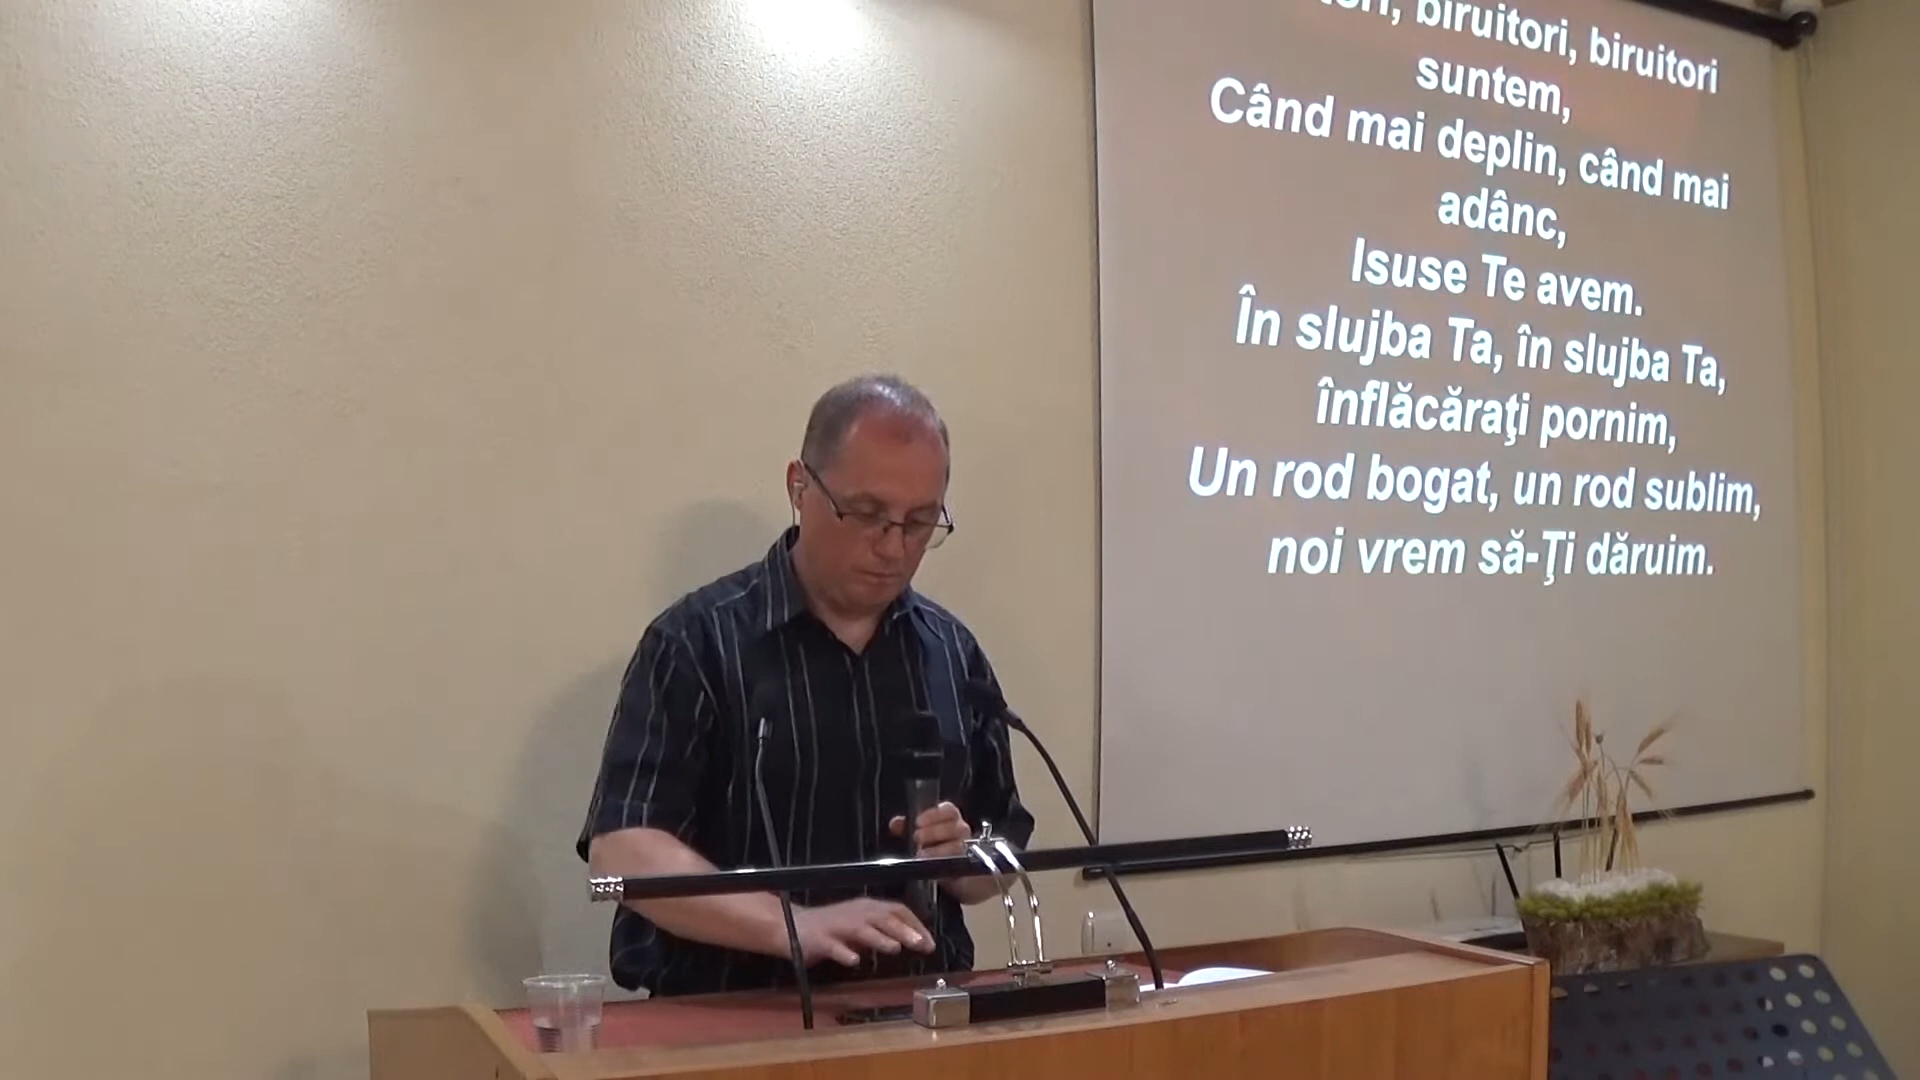 biruitori, biruitori
suntem,
Când mai deplin, când mai
adânc,
Isuse Te avem.
În slujba Ta, în slujba Ta,
înflăcăraţi pornim,
Un rod bogat, un rod sublim,
noi vrem să-Ţi dăruim.